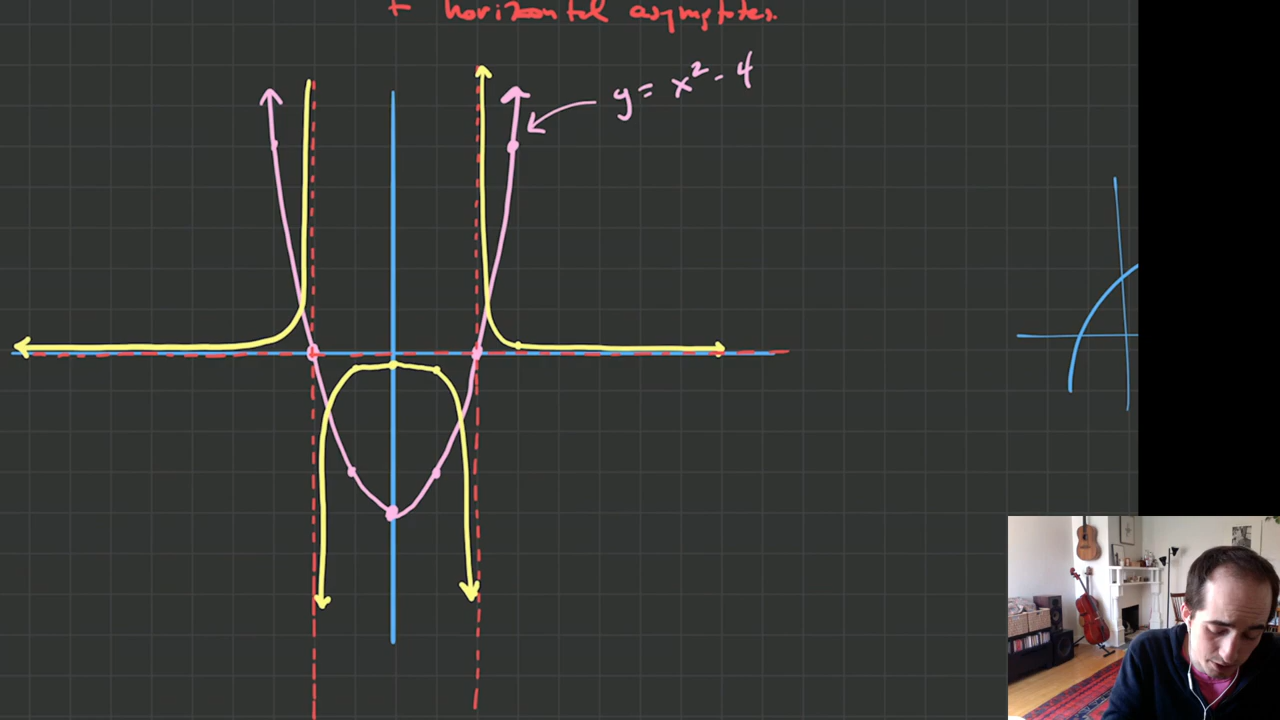 + horizontal asymptotes.
y = x² - 4